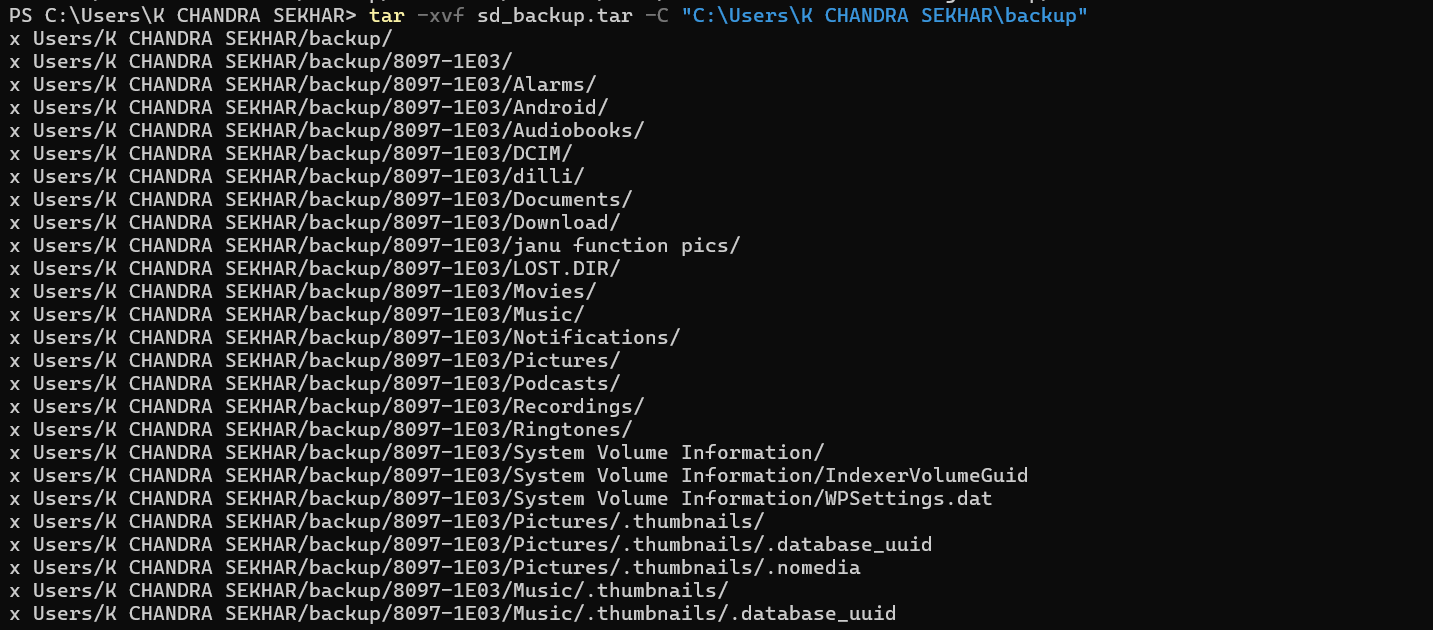 PS C:\Users\K CHANDRA SEKHAR> tar -xvf sd_backup.tar -C "C:\Users\K CHANDRA SEKHAR\backup"
x Users/K CHANDRA SEKHAR/backup/
x Users/K CHANDRA SEKHAR/backup/8097-1E03/
x Users/K CHANDRA SEKHAR/backup/8097-1E03/Alarms/
x Users/K CHANDRA SEKHAR/backup/8097-1E03/Android/
x Users/K CHANDRA SEKHAR/backup/8097-1E03/Audiobooks/
x Users/K CHANDRA SEKHAR/backup/8097-1E03/DCIM/
x Users/K CHANDRA SEKHAR/backup/8097-1E03/dilli/
x Users/K CHANDRA SEKHAR/backup/8097-1E03/Documents/
x Users/K CHANDRA SEKHAR/backup/8097-1E03/Download/
x Users/K CHANDRA SEKHAR/backup/8097-1E03/janu function pics/
x Users/K CHANDRA SEKHAR/backup/8097-1E03/LOST.DIR/
x Users/K CHANDRA SEKHAR/backup/8097-1E03/Movies/
x Users/K CHANDRA SEKHAR/backup/8097-1E03/Music/
x Users/K CHANDRA SEKHAR/backup/8097-1E03/Notifications/
x Users/K CHANDRA SEKHAR/backup/8097-1E03/Pictures/
x Users/K CHANDRA SEKHAR/backup/8097-1E03/Podcasts/
x Users/K CHANDRA SEKHAR/backup/8097-1E03/Recordings/
x Users/K CHANDRA SEKHAR/backup/8097-1E03/Ringtones/
x Users/K CHANDRA SEKHAR/backup/8097-1E03/System Volume Information/
x Users/K CHANDRA SEKHAR/backup/8097-1E03/System Volume Information/IndexerVolumeGuid
x Users/K CHANDRA SEKHAR/backup/8097-1E03/System Volume Information/WPSettings.dat
x Users/K CHANDRA SEKHAR/backup/8097-1E03/Pictures/.thumbnails/
x Users/K CHANDRA SEKHAR/backup/8097-1E03/Pictures/.thumbnails/.database_uuid
x Users/K CHANDRA SEKHAR/backup/8097-1E03/Pictures/.thumbnails/.nomedia
x Users/K CHANDRA SEKHAR/backup/8097-1E03/Music/.thumbnails/
x Users/K CHANDRA SEKHAR/backup/8097-1E03/Music/.thumbnails/.database_uuid